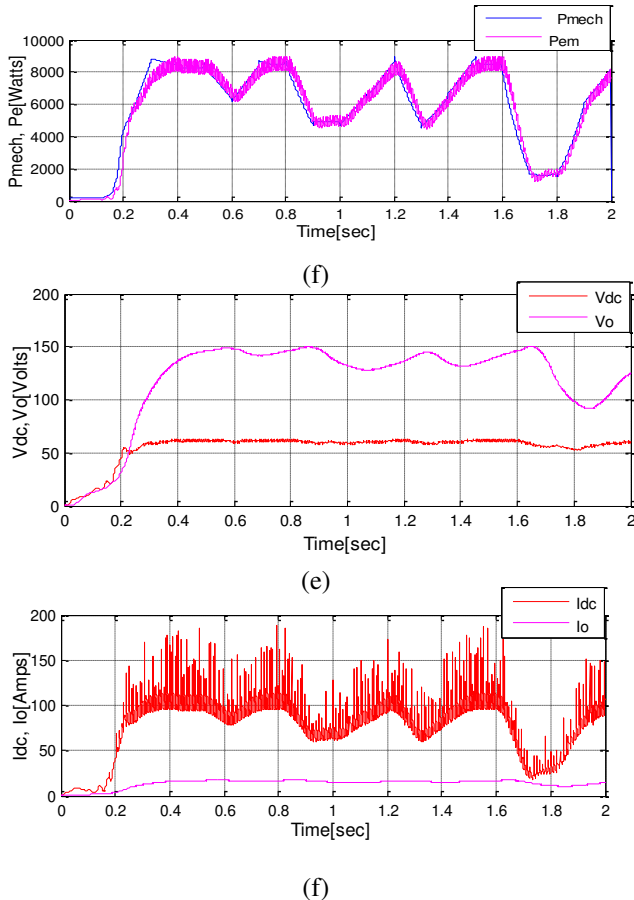 Pmech
Pem
Pmech, Pe[Watts]
10000
8000
6000
4000
2000
0
0 0.2 0.4 0.6 0.8 1 1.2 1.4 1.6 1.8 2
Time[sec]
(f)
Vdc
Vo
Vdc, Vo[Volts]
200
150
100
50
0
0 0.2 0.4 0.6 0.8 1 1.2 1.4 1.6 1.8 2
Time[sec]
(e)
Idc
Io
Idc, Io[Amps]
200
150
100
50
0
0 0.2 0.4 0.6 0.8 1 1.2 1.4 1.6 1.8 2
Time[sec]
(f)